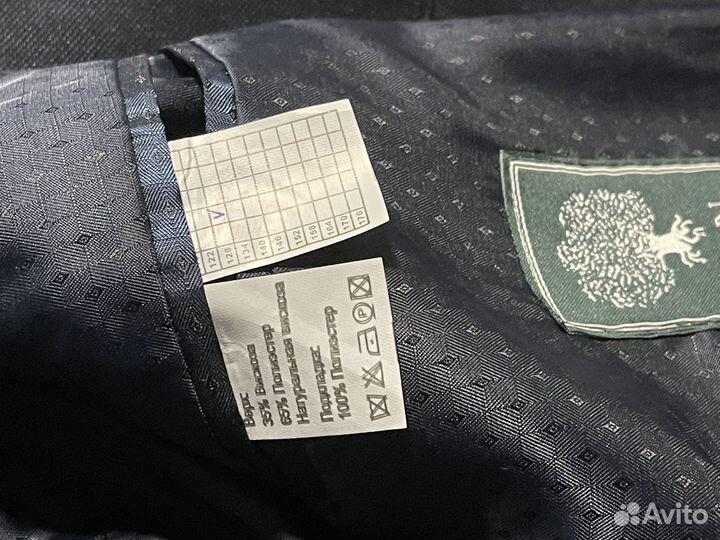 122
128
134
140
146
152
158
164
170
176
V
Верх:
35% Вискоза
65% Полиэстер
Натуральная вискоза
Подкладка:
100% Полиэстер
P
Avito